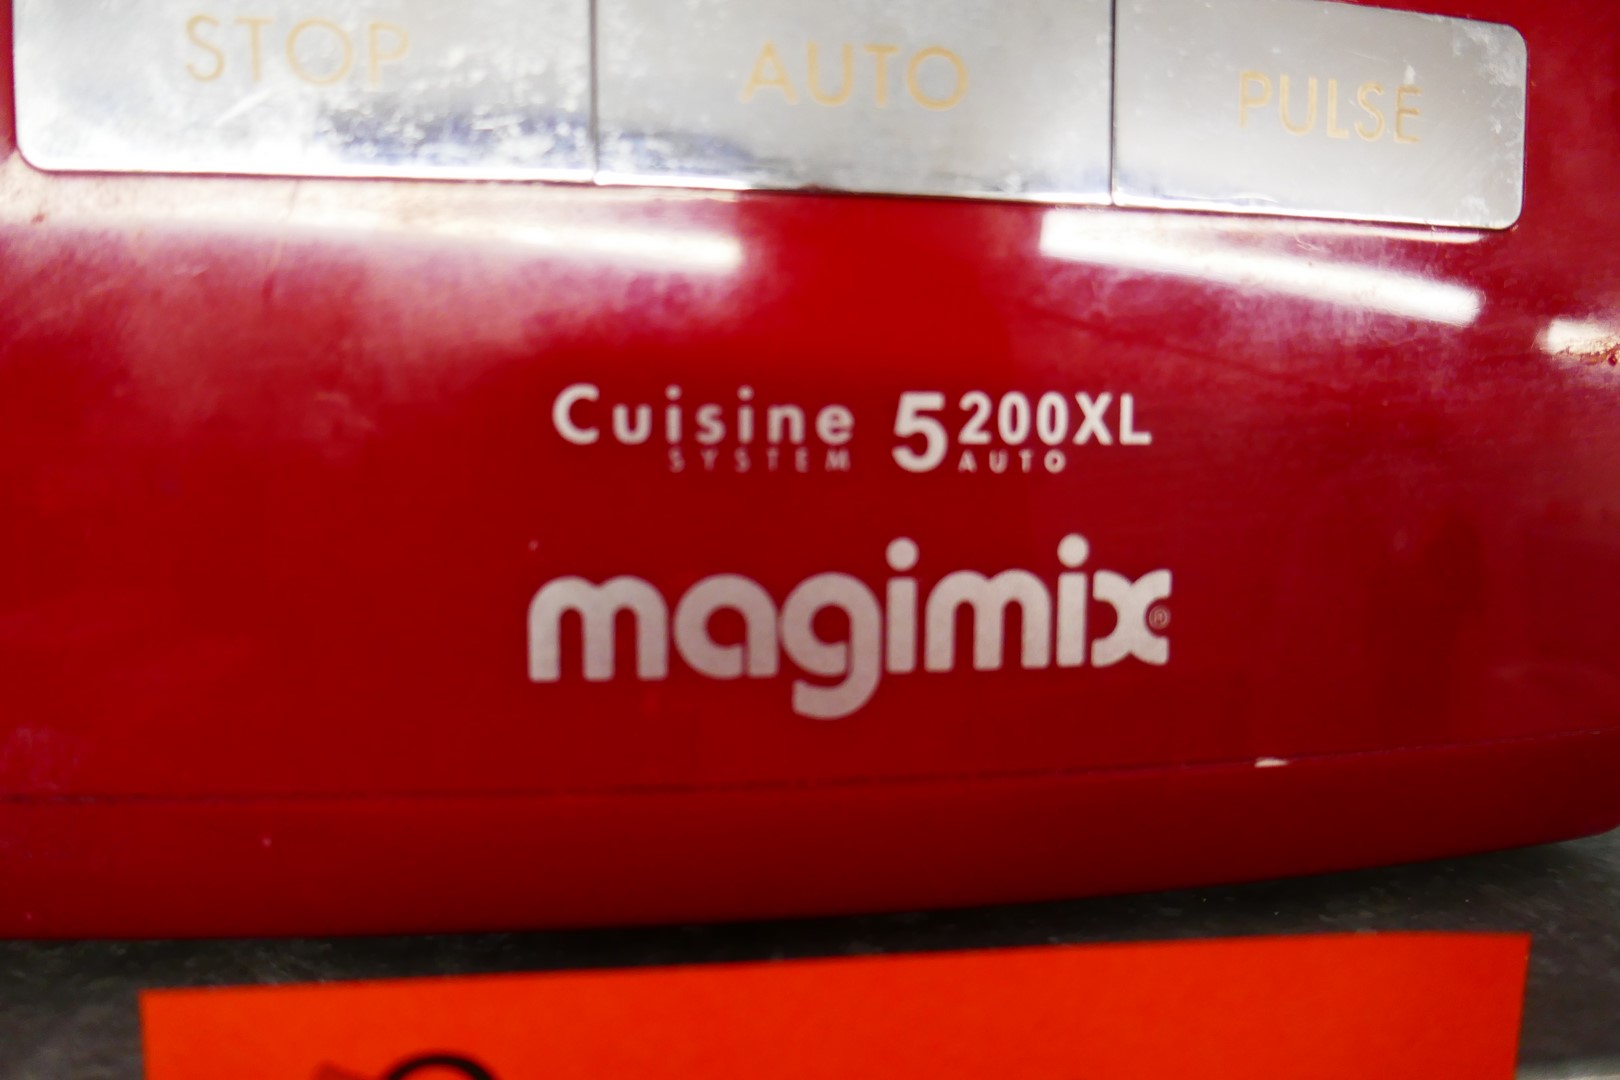 STOP AUTO PULSE
Cuisine 5200XL
SYSTEM AUTO
magimix®